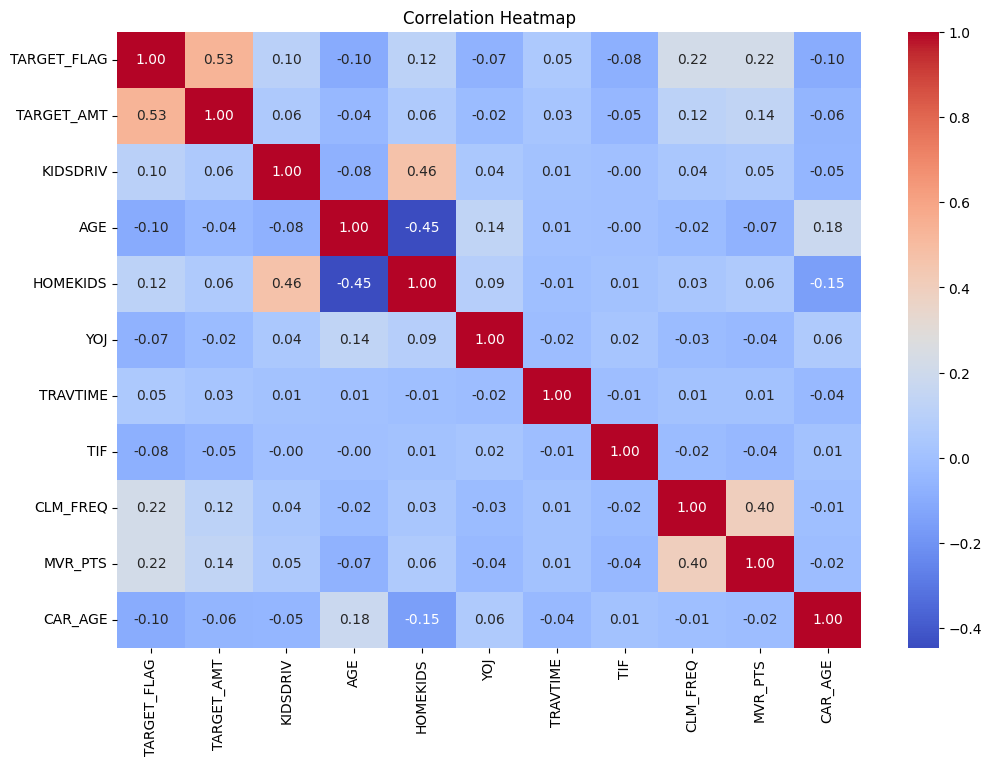 Correlation Heatmap
TARGET_FLAG 1.00 0.53 0.10 -0.10 0.12 -0.07 0.05 -0.08 0.22 0.22 -0.10
TARGET_AMT 0.53 1.00 0.06 -0.04 0.06 -0.02 0.03 -0.05 0.12 0.14 -0.06
KIDSDRIV 0.10 0.06 1.00 -0.08 0.46 0.04 0.01 -0.00 0.04 0.05 -0.05
AGE -0.10 -0.04 -0.08 1.00 -0.45 0.14 0.01 -0.00 -0.02 -0.07 0.18
HOMEKIDS 0.12 0.06 0.46 -0.45 1.00 0.09 -0.01 0.01 0.03 0.06 -0.15
YOJ -0.07 -0.02 0.04 0.14 0.09 1.00 -0.02 0.02 -0.03 -0.04 0.06
TRAVTIME 0.05 0.03 0.01 0.01 -0.01 -0.02 1.00 -0.01 0.01 0.01 -0.04
TIF -0.08 -0.05 -0.00 -0.00 0.01 0.02 -0.01 1.00 -0.02 -0.04 0.01
CLM_FREQ 0.22 0.12 0.04 -0.02 0.03 -0.03 0.01 -0.02 1.00 0.40 -0.01
MVR_PTS 0.22 0.14 0.05 -0.07 0.06 -0.04 0.01 -0.04 0.40 1.00 -0.02
CAR_AGE -0.10 -0.06 -0.05 0.18 -0.15 0.06 -0.04 0.01 -0.01 -0.02 1.00
TARGET_FLAG TARGET_AMT KIDSDRIV AGE HOMEKIDS YOJ TRAVTIME TIF CLM_FREQ MVR_PTS CAR_AGE
1.0
0.8
0.6
0.4
0.2
0.0
−0.2
−0.4